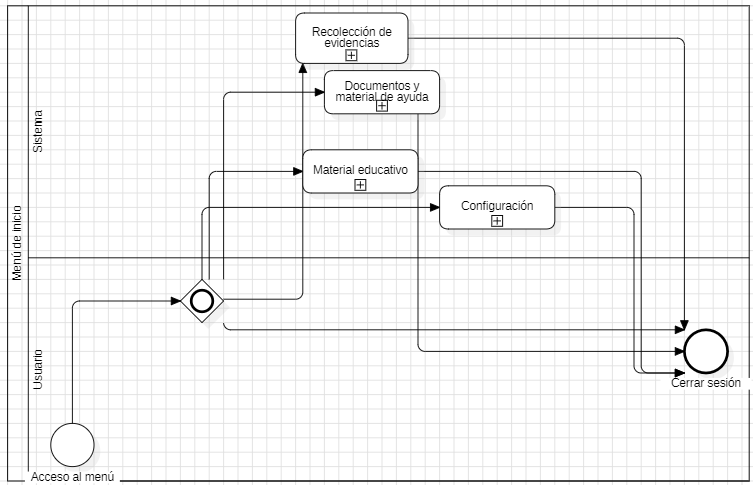 Menú de inicio
Sistema
Usuario
Recolección de
evidencias
Documentos y
material de ayuda
Material educativo
Configuración
Cerrar sesión
Acceso al menú